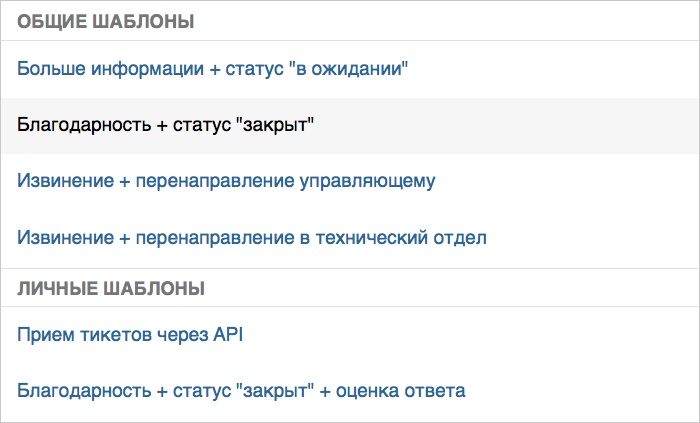 ОБЩИЕ ШАБЛОНЫ
Больше информации + статус "в ожидании"
Благодарность + статус "закрыт"
Извинение + перенаправление управляющему
Извинение + перенаправление в технический отдел
ЛИЧНЫЕ ШАБЛОНЫ
Прием тикетов через API
Благодарность + статус "закрыт" + оценка ответа